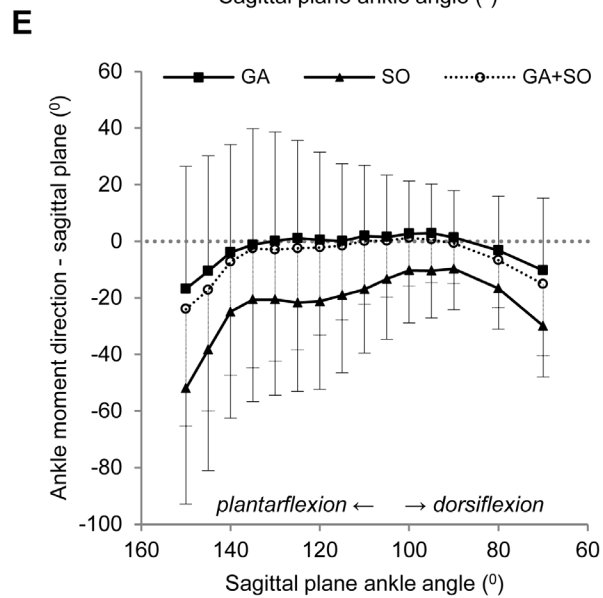 Sagittal plane ankle angle (⁰)
E
GA SO GA+SO
Ankle moment direction - sagittal plane (⁰)
60
40
20
0
-20
-40
-60
-80
-100
plantarflexion ← → dorsiflexion
160 140 120 100 80 60
Sagittal plane ankle angle (⁰)